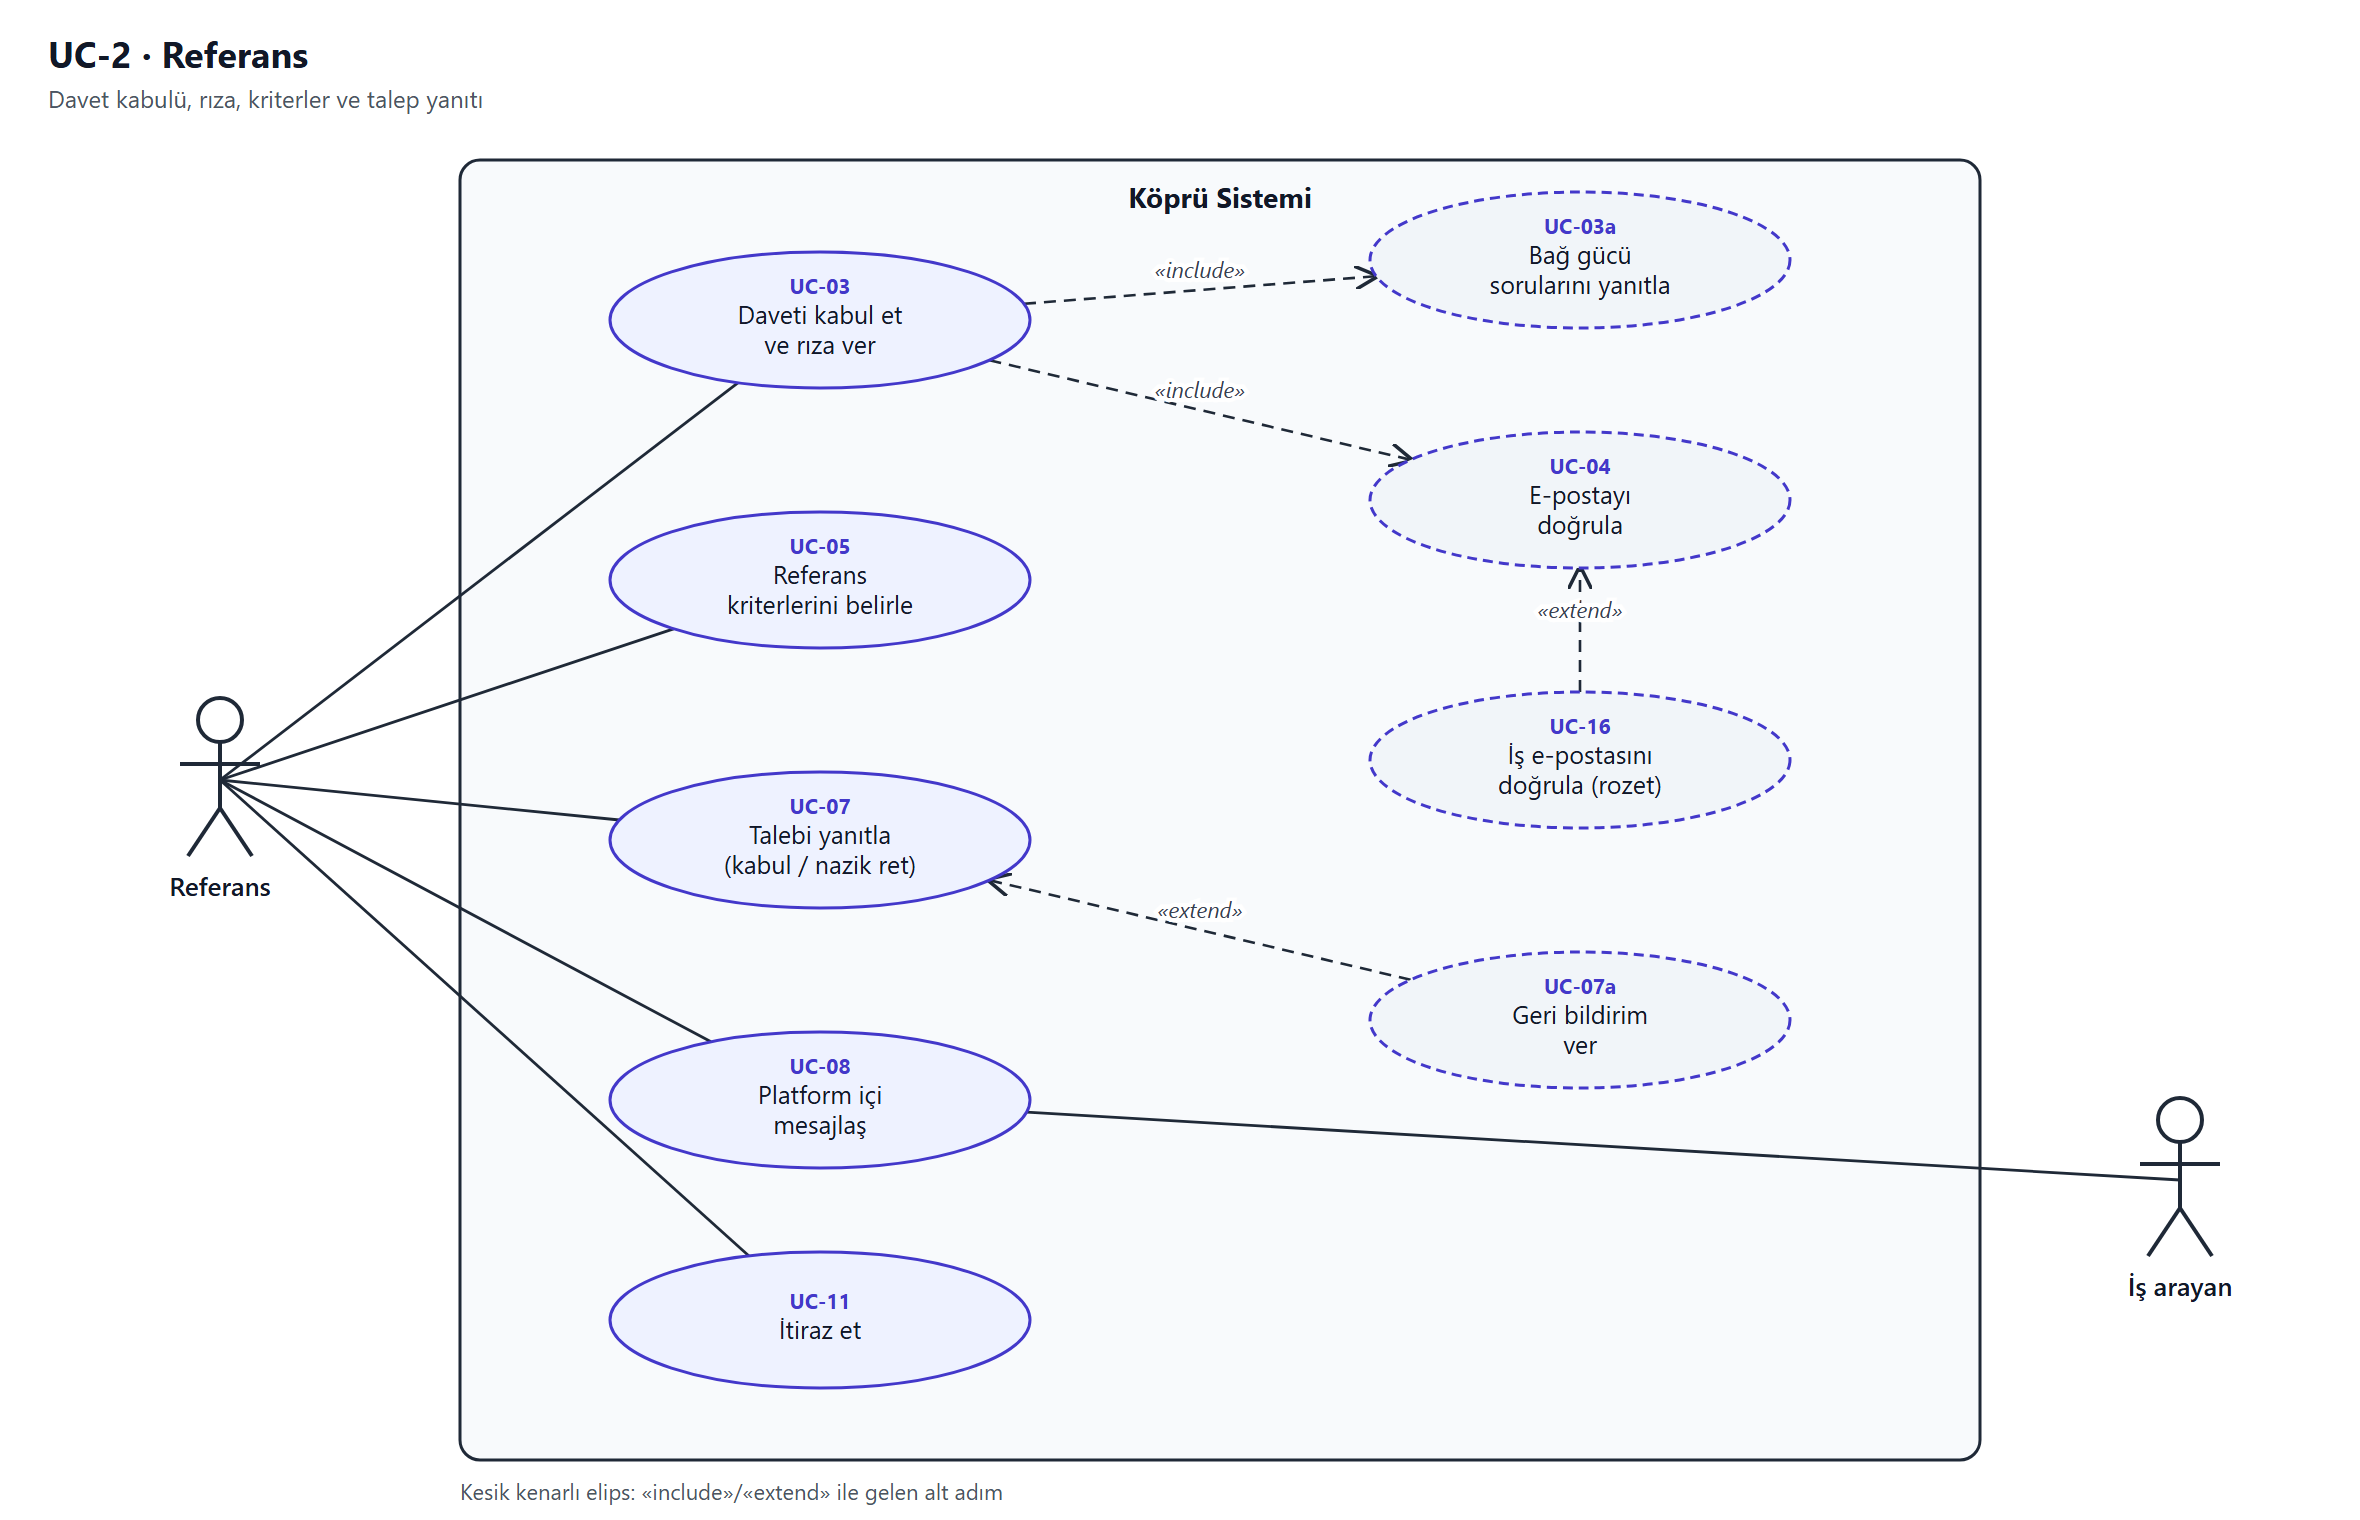 UC-2 · Referans
Davet kabulü, rıza, kriterler ve talep yanıtı
Köprü Sistemi
UC-03
Daveti kabul et
ve rıza ver
«include»
UC-03a
Bağ gücü
sorularını yanıtla
«include»
UC-04
E-postayı
doğrula
UC-05
Referans
kriterlerini belirle
«extend»
UC-16
İş e-postasını
doğrula (rozet)
UC-07
Talebi yanıtla
(kabul / nazik ret)
Referans
«extend»
UC-07a
Geri bildirim
ver
UC-08
Platform içi
mesajlaş
UC-11
İtiraz et
İş arayan
Kesik kenarlı elips: «include»/«extend» ile gelen alt adım